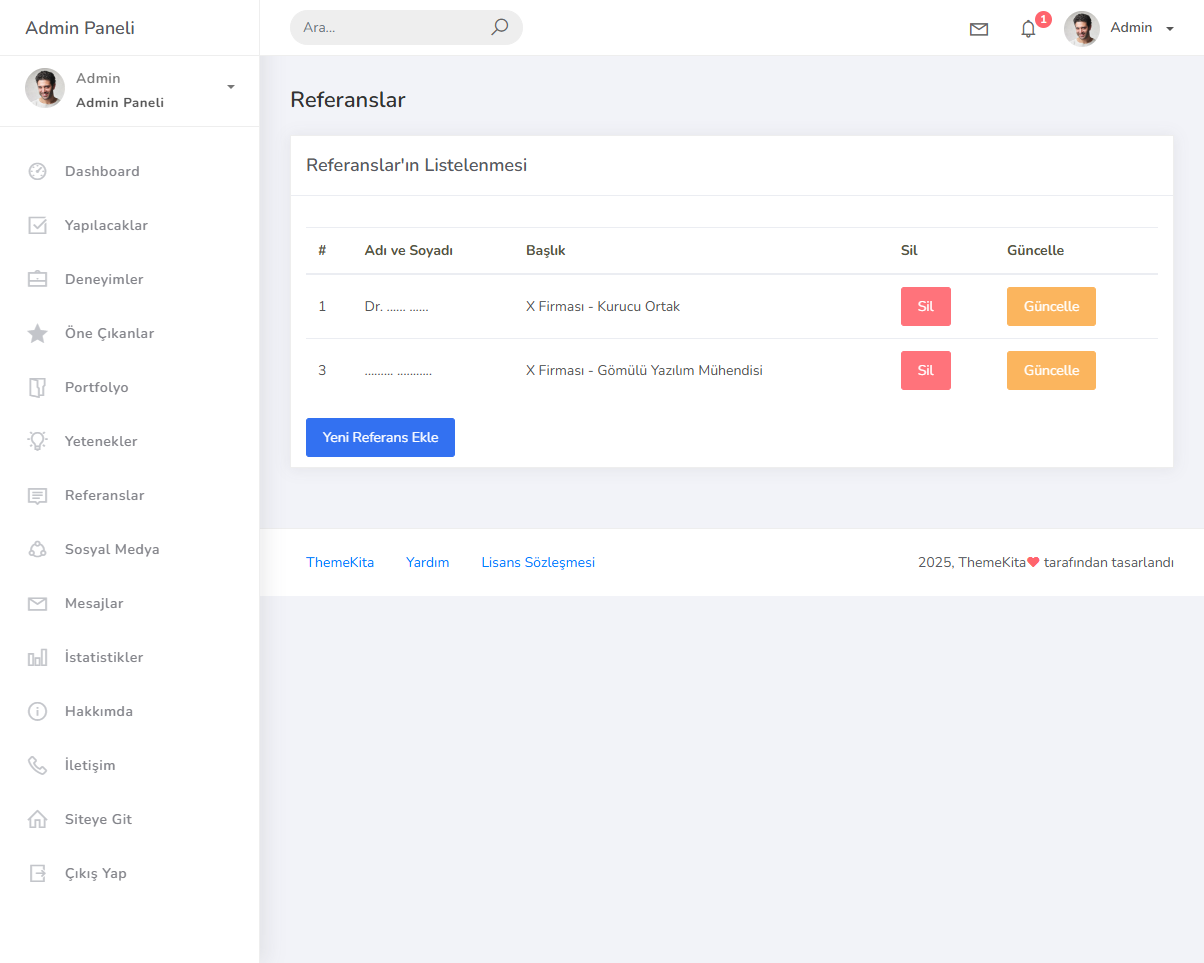 Admin Paneli
Ara...
1
Admin
Admin
Admin Paneli
Dashboard
Yapılacaklar
Deneyimler
Öne Çıkanlar
Portfolyo
Yetenekler
Referanslar
Sosyal Medya
Mesajlar
İstatistikler
Hakkımda
İletişim
Siteye Git
Çıkış Yap
Referanslar
Referanslar'ın Listelenmesi
# Adı ve Soyadı Başlık Sil Güncelle
1 Dr. ...... ...... X Firması - Kurucu Ortak Sil Güncelle
3 ......... ........... X Firması - Gömülü Yazılım Mühendisi Sil Güncelle
Yeni Referans Ekle
ThemeKita Yardım Lisans Sözleşmesi 2025, ThemeKita❤ tarafından tasarlandı